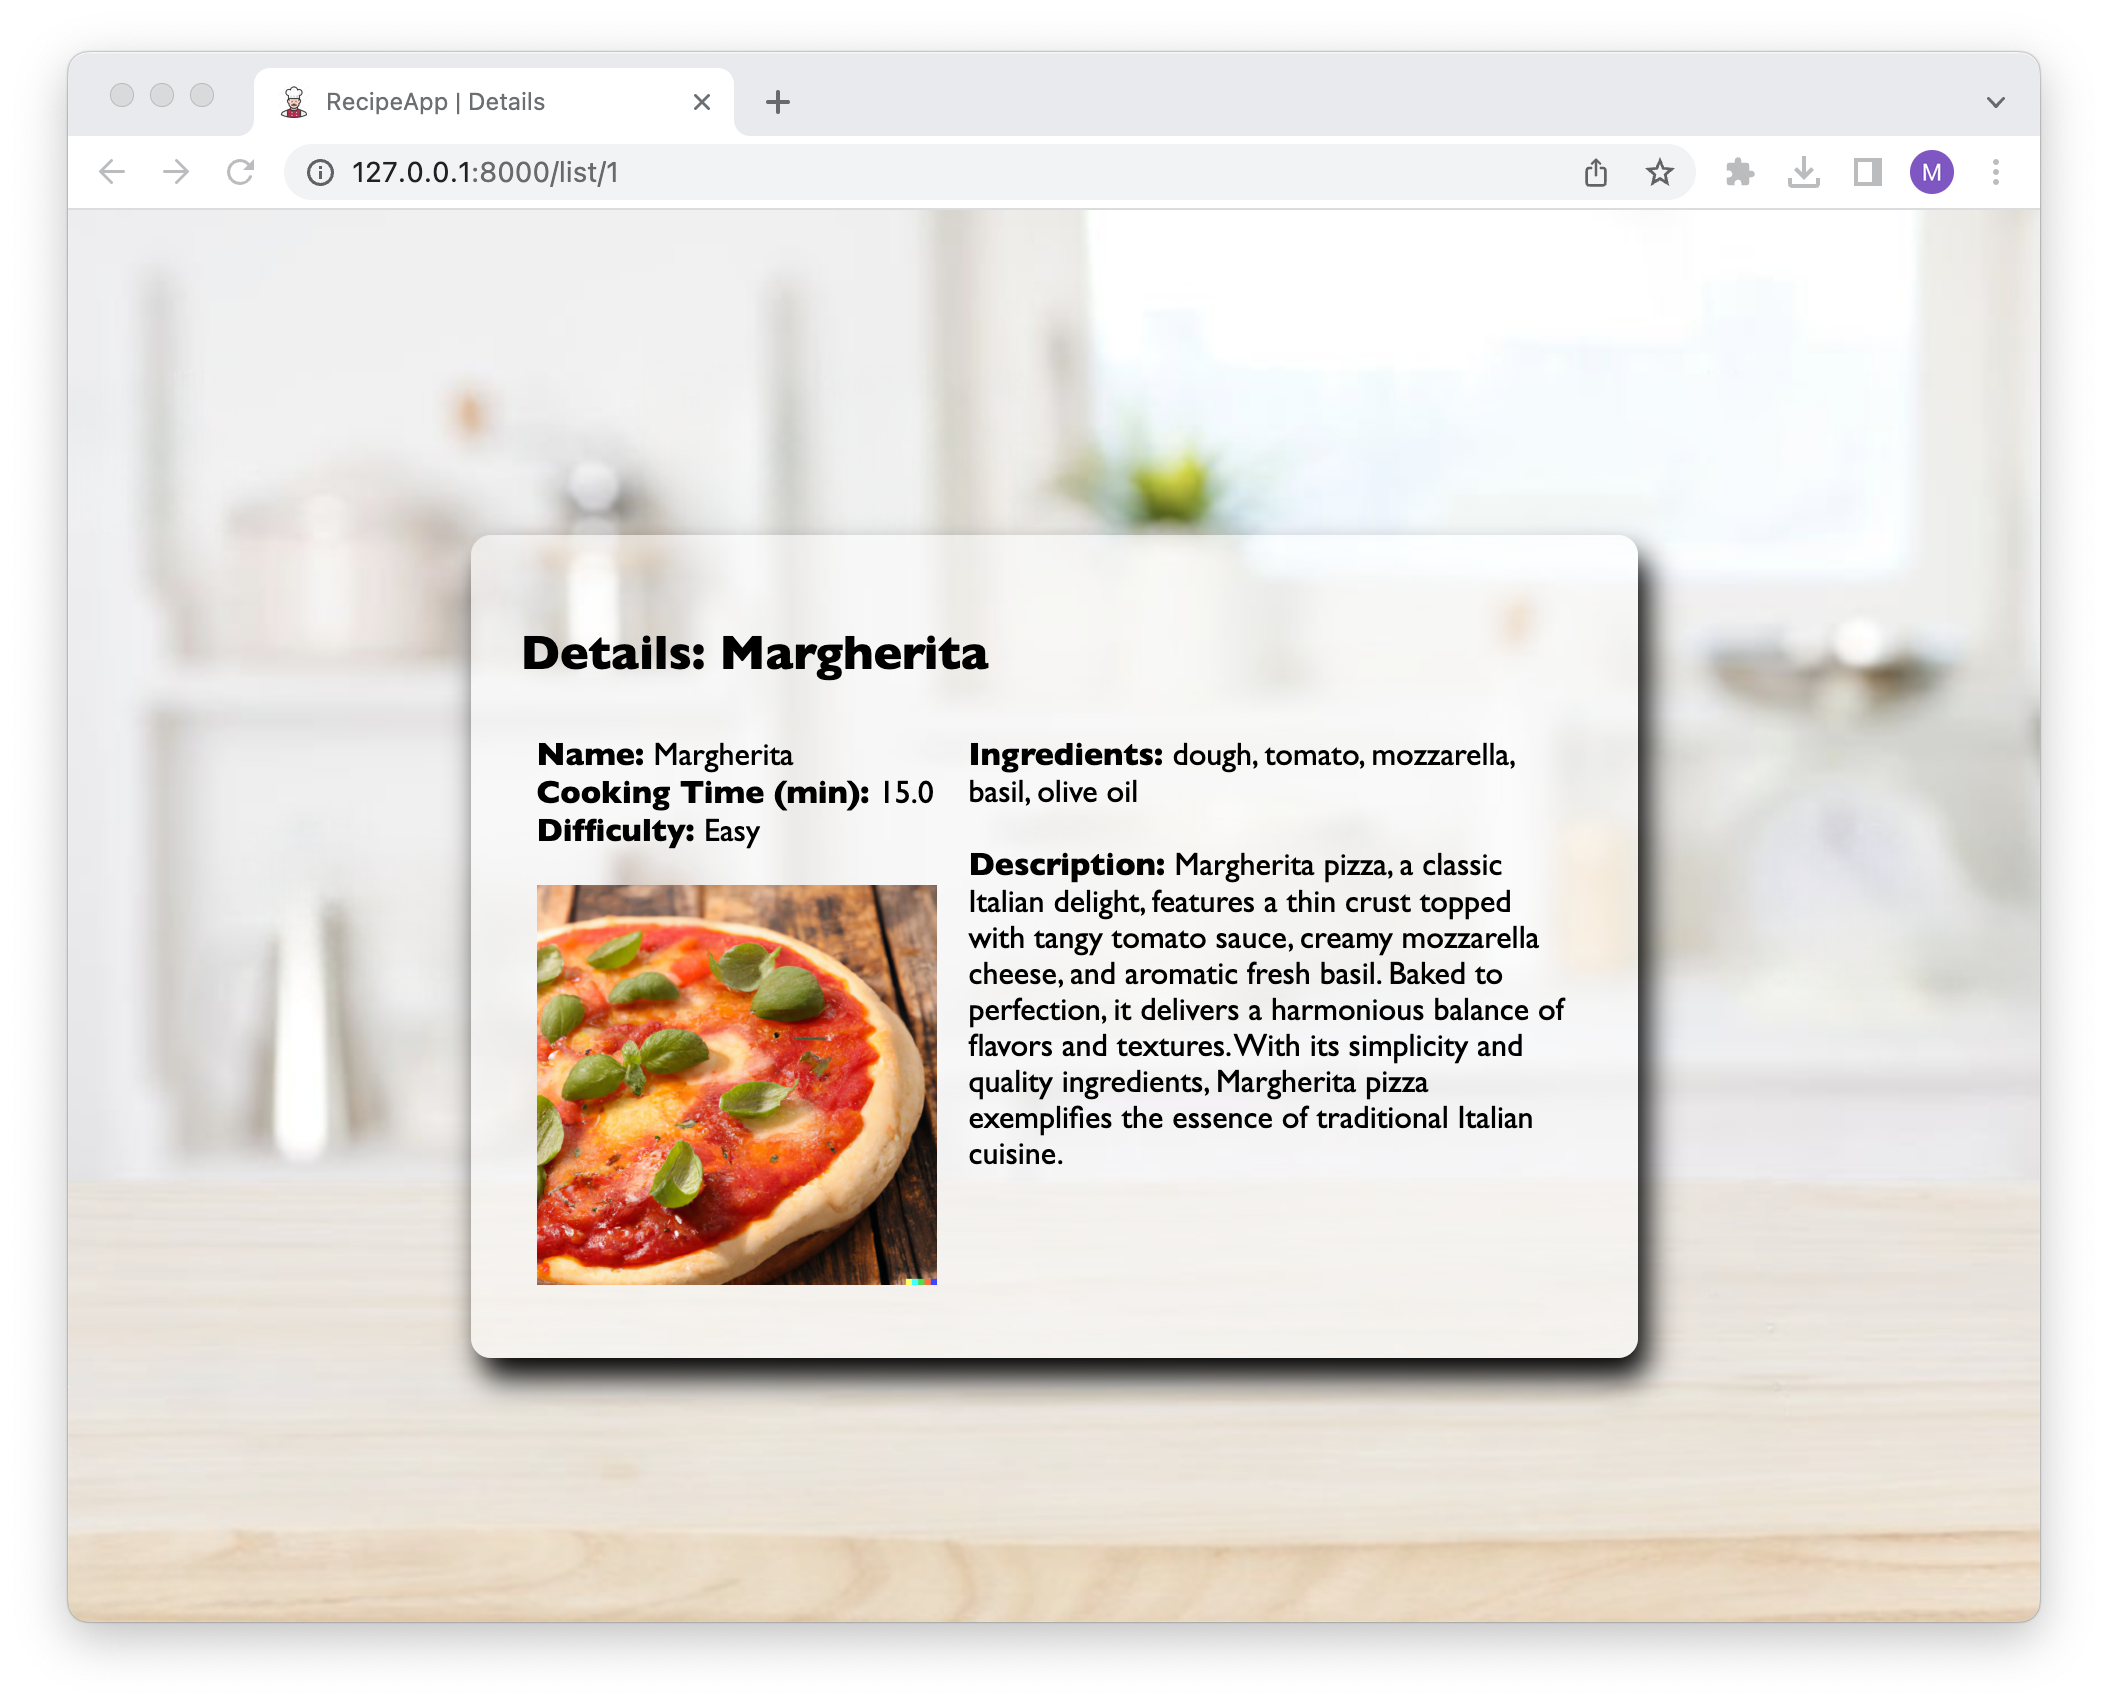 RecipeApp | Details
127.0.0.1:8000/list/1
M
Details: Margherita
Name: Margherita
Cooking Time (min): 15.0
Difficulty: Easy
Ingredients: dough, tomato, mozzarella,
basil, olive oil
Description: Margherita pizza, a classic
Italian delight, features a thin crust topped
with tangy tomato sauce, creamy mozzarella
cheese, and aromatic fresh basil. Baked to
perfection, it delivers a harmonious balance of
flavors and textures. With its simplicity and
quality ingredients, Margherita pizza
exemplifies the essence of traditional Italian
cuisine.